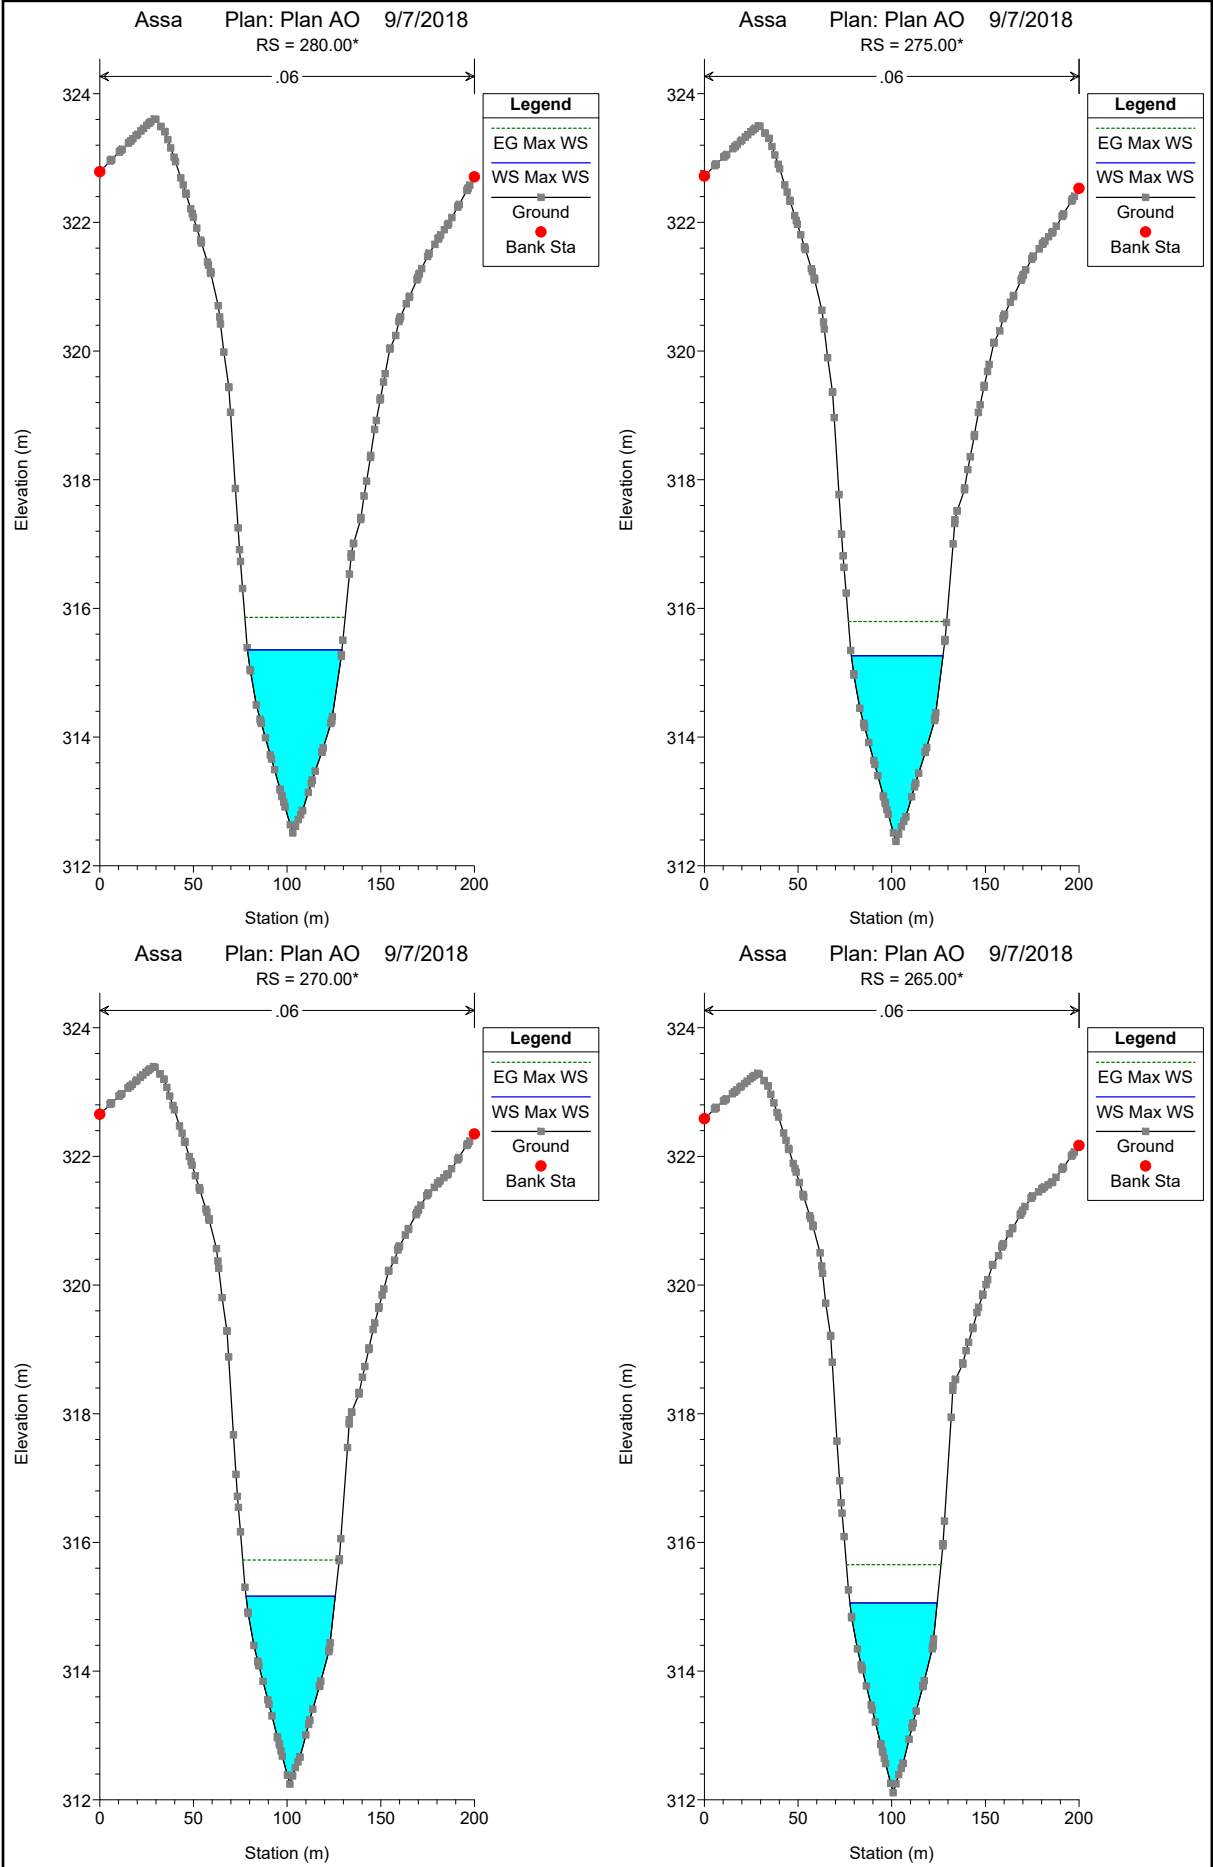 Assa Plan: Plan AO 9/7/2018
RS = 280.00*
.06
324
322
320
318
316
314
312
0 50 100 150 200
Station (m)
Elevation (m)
Legend
EG Max WS
WS Max WS
Ground
Bank Sta
Assa Plan: Plan AO 9/7/2018
RS = 275.00*
.06
324
322
320
318
316
314
312
0 50 100 150 200
Station (m)
Elevation (m)
Legend
EG Max WS
WS Max WS
Ground
Bank Sta
Assa Plan: Plan AO 9/7/2018
RS = 270.00*
.06
324
322
320
318
316
314
312
0 50 100 150 200
Station (m)
Elevation (m)
Legend
EG Max WS
WS Max WS
Ground
Bank Sta
Assa Plan: Plan AO 9/7/2018
RS = 265.00*
.06
324
322
320
318
316
314
312
0 50 100 150 200
Station (m)
Elevation (m)
Legend
EG Max WS
WS Max WS
Ground
Bank Sta